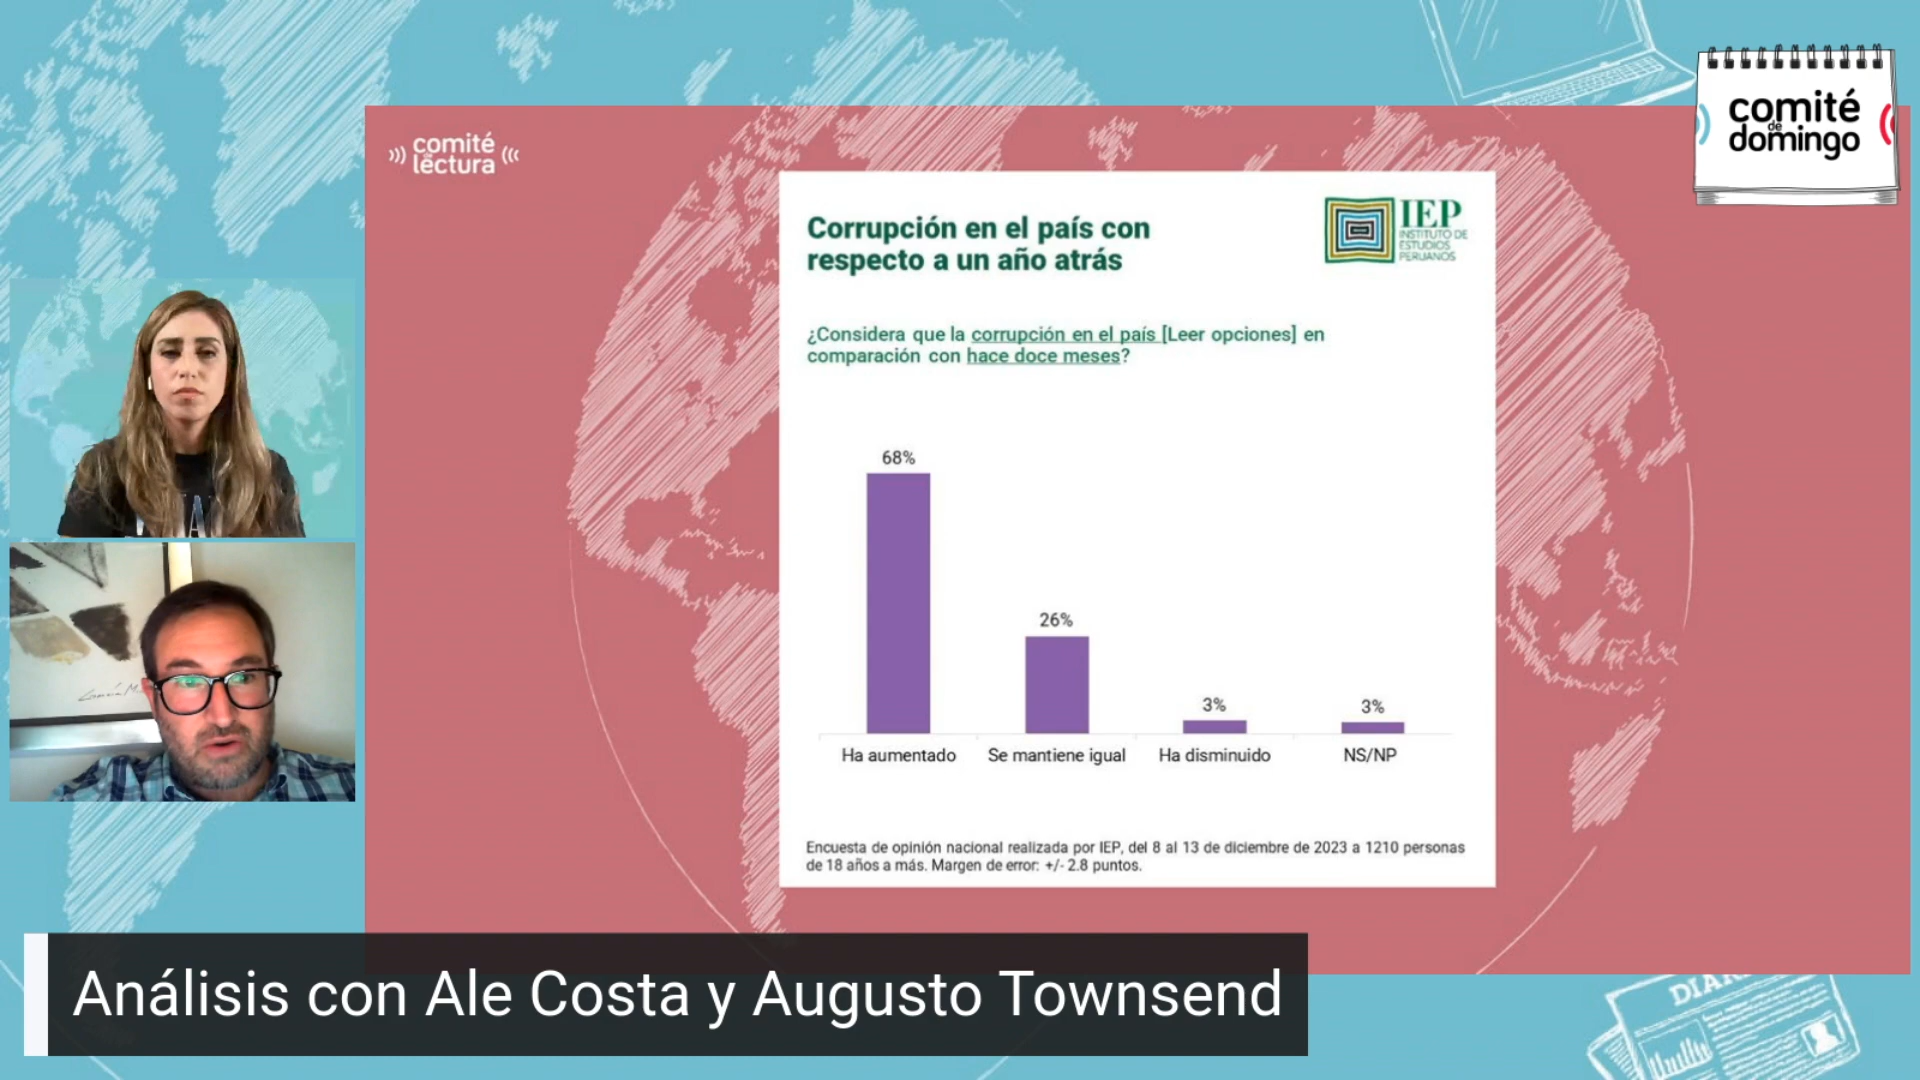 comité
de
domingo
comité
de
lectura
Corrupción en el país con
respecto a un año atrás
IEP
INSTITUTO DE
ESTUDIOS
PERUANOS
¿Considera que la corrupción en el país [Leer opciones] en
comparación con hace doce meses?
68%
26%
3%
3%
Ha aumentado
Se mantiene igual
Ha disminuido
NS/NP
Encuesta de opinión nacional realizada por IEP, del 8 al 13 de diciembre de 2023 a 1210 personas
de 18 años a más. Margen de error: +/- 2.8 puntos.
Análisis con Ale Costa y Augusto Townsend